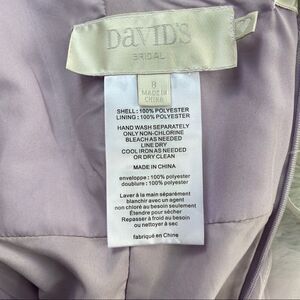 DaVID'S
BRIDAL
8
MADE IN
CHINA
SHELL : 100% POLYESTER
LINING : 100% POLYESTER
HAND WASH SEPARATELY
ONLY NON-CHLORINE
BLEACH AS NEEDED
LINE DRY
COOL IRON AS NEEDED
OR DRY CLEAN
MADE IN CHINA
enveloppe : 100% polyester
doublure : 100% polyester
Laver à la main séparément
blanchir avec un agent
non chloré au besoin seulement
Étendre pour sécher
Repasser à froid au besoin
ou nettoyer à sec
fabriqué en Chine